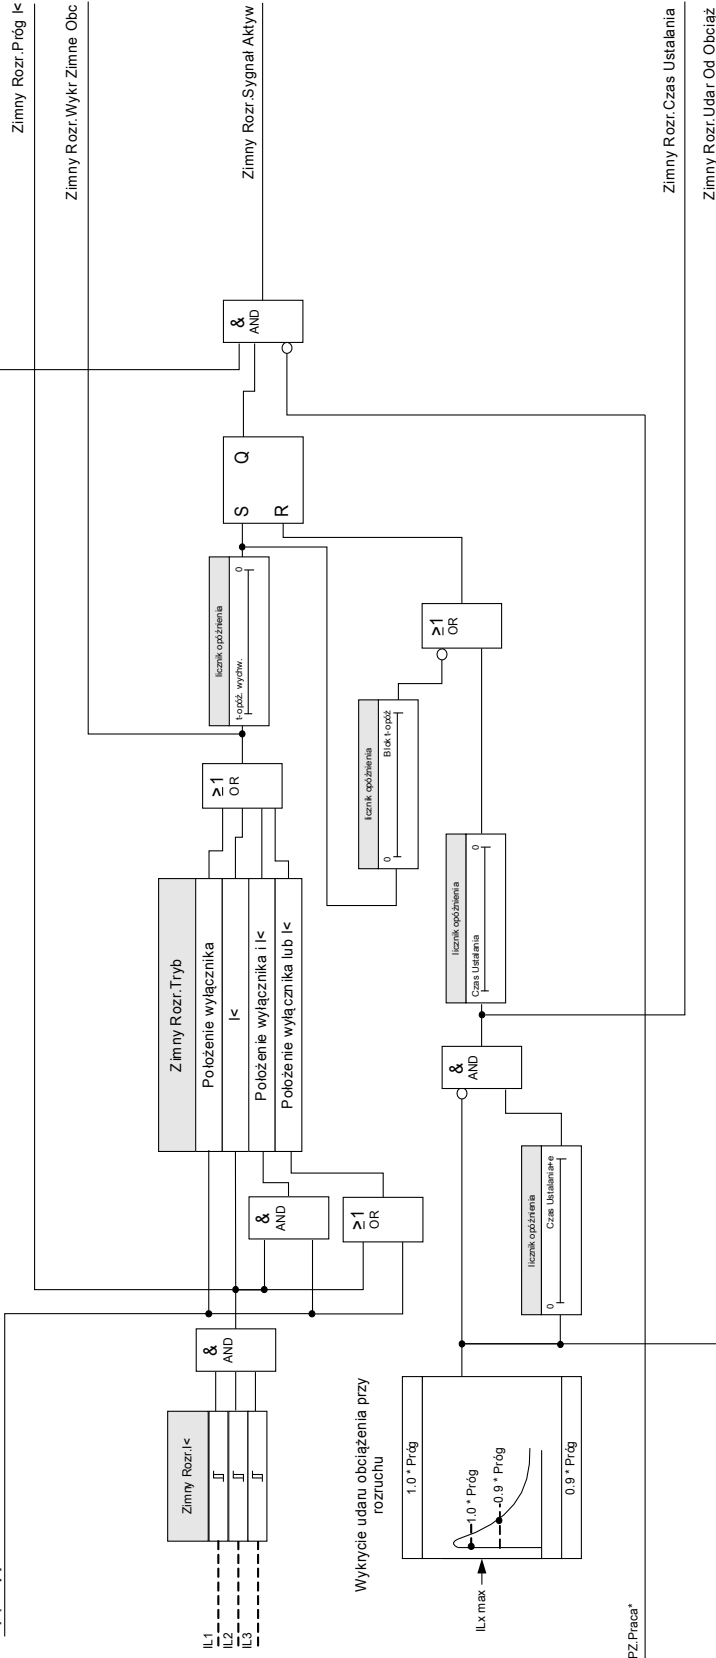 Zimny Rozr.Próg I<
Zimny Rozr.Wykr Zimne Obc
Zimny Rozr.Sygnał Aktyw
Zimny Rozr.Czas Ustalania
Zimny Rozr.Udar Od Obciąż
&
AND
S
Q
R
licznik opóźnienia
t-opóź. wychw.
0
≥1
OR
licznik opóźnienia
0
Blok t-opóź
≥1
OR
licznik opóźnienia
Czas Ustalania
0
Zimny Rozr.Tryb
Położenie wyłącznika
I<
Położenie wyłącznika i I<
Położenie wyłącznika lub I<
&
AND
≥1
OR
&
AND
licznik opóźnienia
0
Czas Ustalania+e
&
AND
Zimny Rozr.I<
IL1
IL2
IL3
Wykrycie udaru obciążenia przy
rozruchu
1.0 * Próg
1.0 * Próg
0.9 * Próg
0.9 * Próg
ILx max
PZ.Praca*